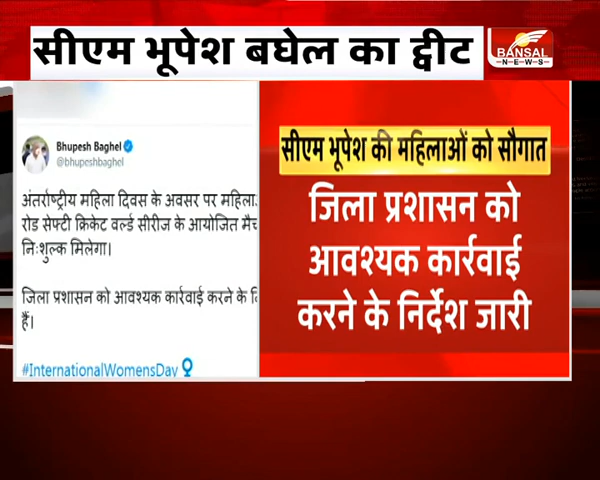 सीएम भूपेश बघेल का ट्वीट
BANSAL
NEWS
Bhupesh Baghel
@bhupeshbaghel
अंतर्राष्ट्रीय महिला दिवस के अवसर पर
रोड सेफ्टी क्रिकेट वर्ल्ड सीरीज के आयोजित
निःशुल्क मिलेगा।
जिला प्रशासन को आवश्यक कार्रवाई करने के
हैं।
#InternationalWomensDay
सीएम भूपेश की महिलाओं को सौगात
जिला प्रशासन को
आवश्यक कार्रवाई
करने के निर्देश जारी